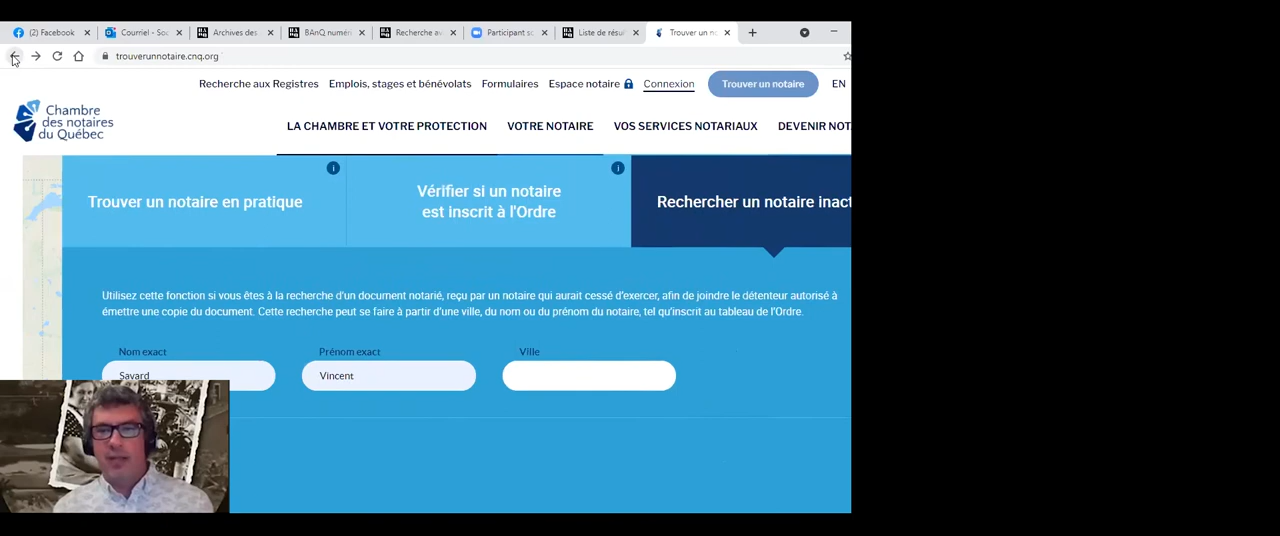 (2) Facebook
Courriel - Soc
Archives des
BAnQ numéri
Recherche av
Participant sc
Liste de résul
Trouver un no
trouverunnotaire.cnq.org
Recherche aux Registres
Emplois, stages et bénévolats
Formulaires
Espace notaire
Connexion
Trouver un notaire
EN
Chambre
des notaires
du Québec
LA CHAMBRE ET VOTRE PROTECTION
VOTRE NOTAIRE
VOS SERVICES NOTARIAUX
DEVENIR NOT
Trouver un notaire en pratique
Vérifier si un notaire
est inscrit à l'Ordre
Rechercher un notaire inact
Utilisez cette fonction si vous êtes à la recherche d'un document notarié, reçu par un notaire qui aurait cessé d'exercer, afin de joindre le détenteur autorisé à
émettre une copie du document. Cette recherche peut se faire à partir d'une ville, du nom ou du prénom du notaire, tel qu'inscrit au tableau de l'Ordre.
Nom exact
Prénom exact
Ville
Savard
Vincent